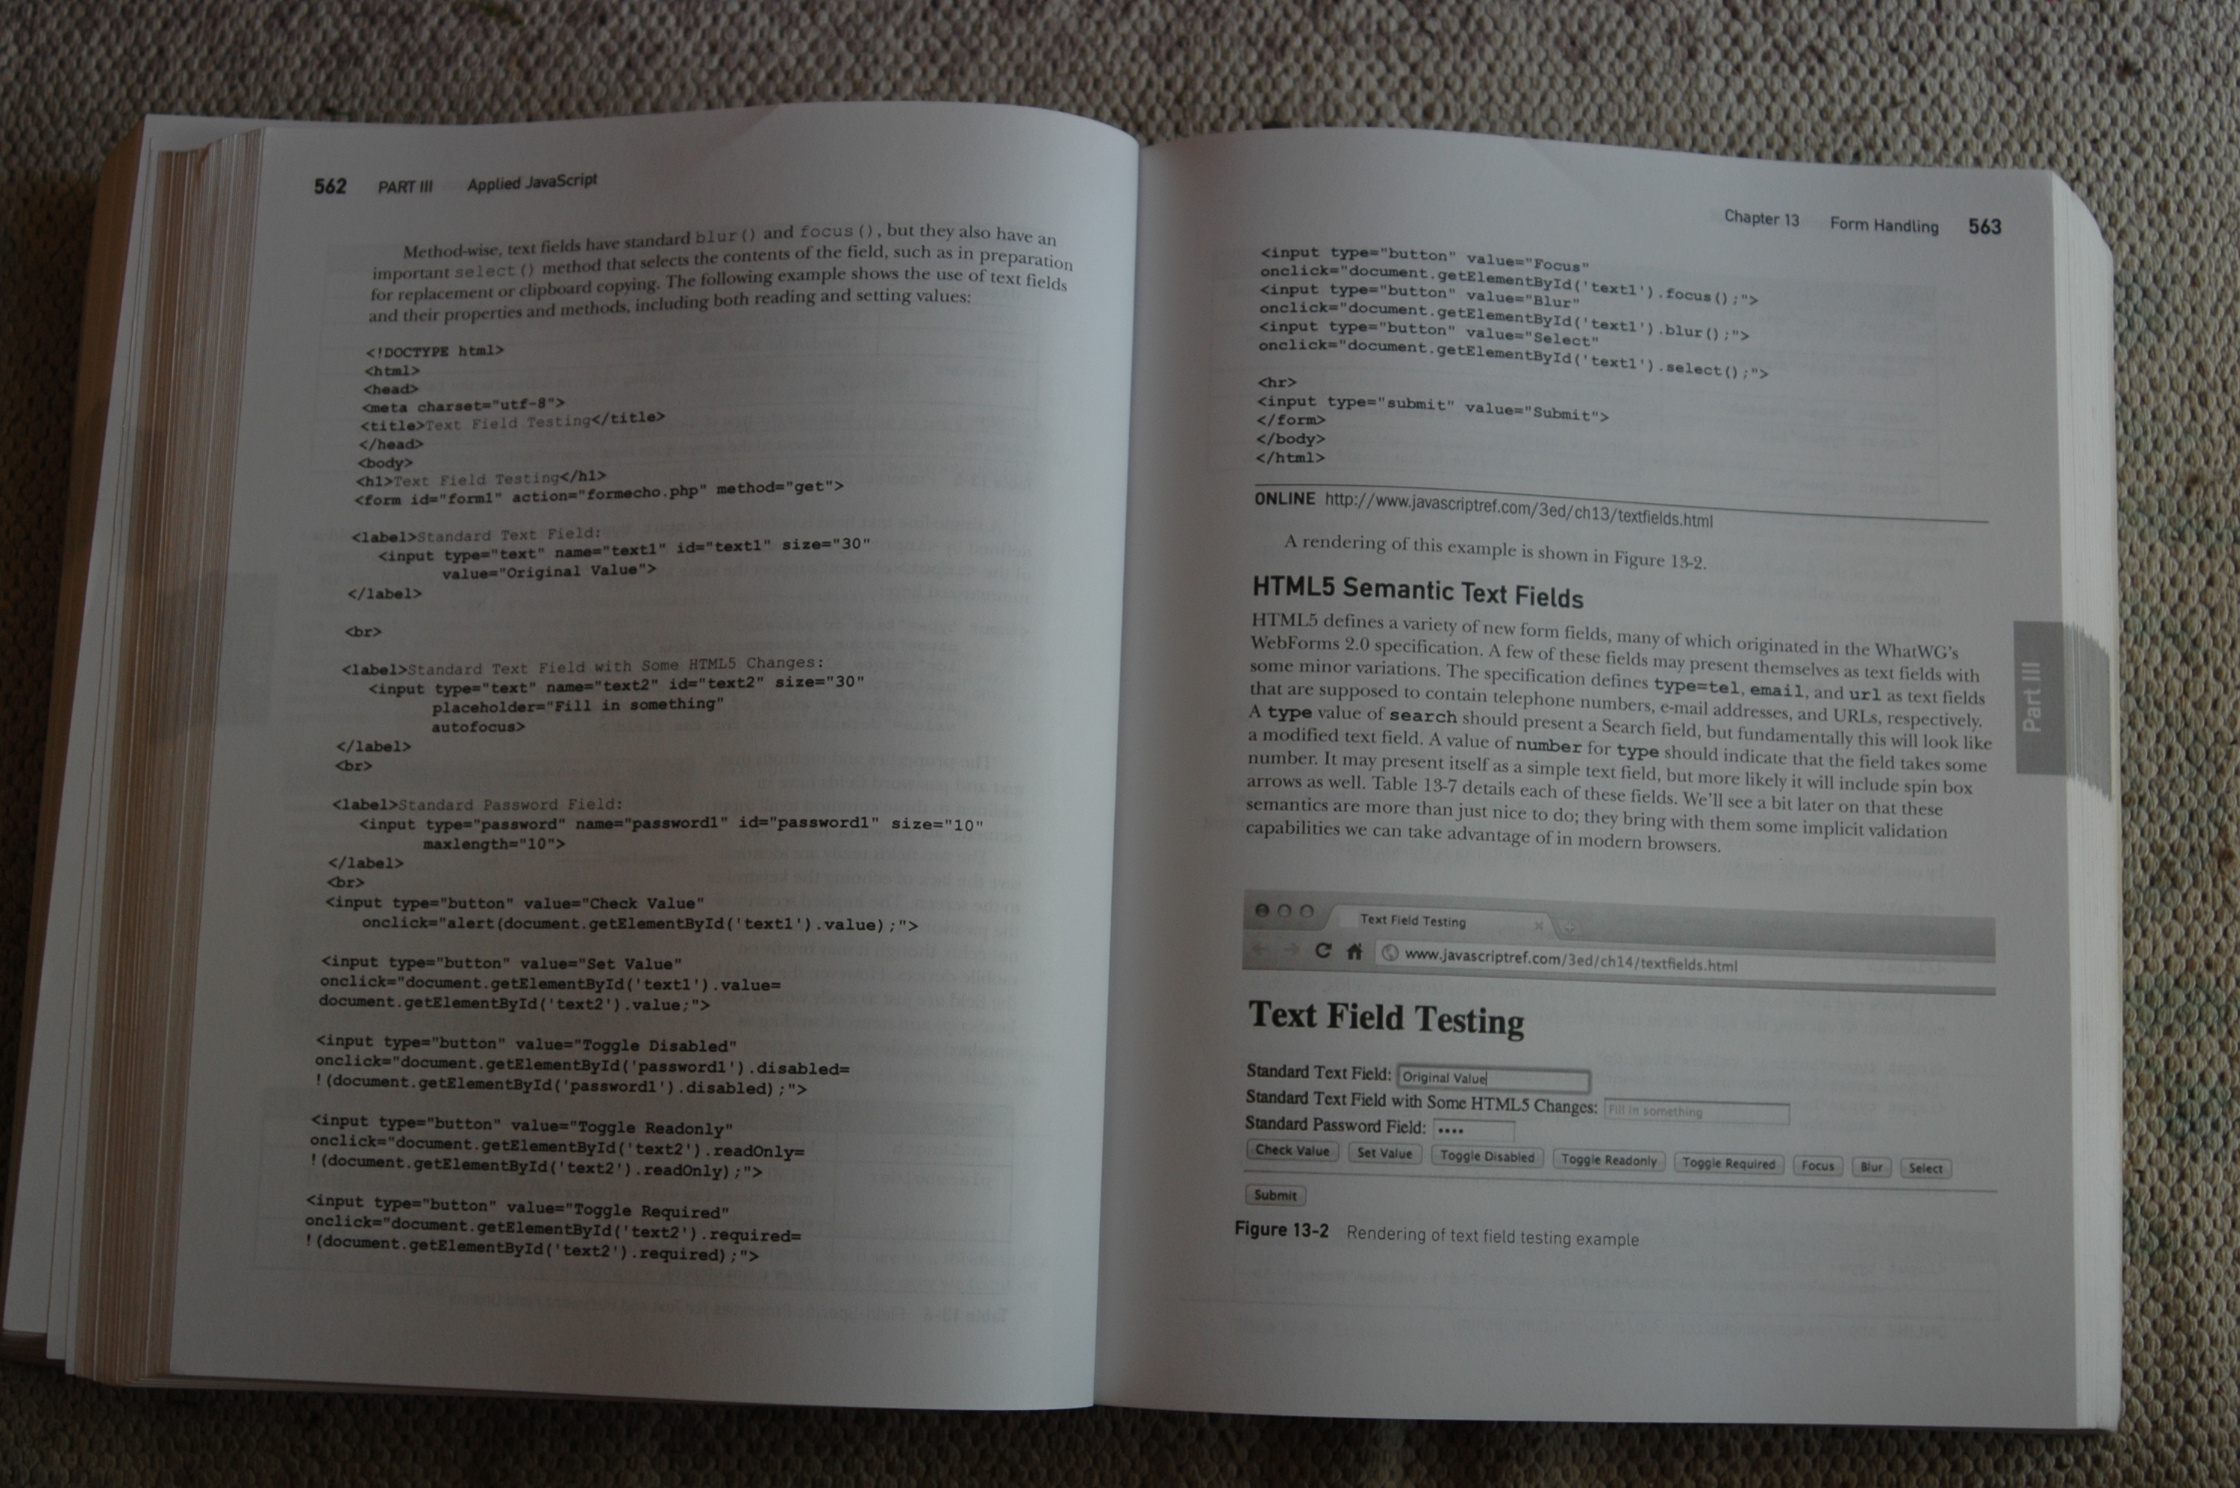 562 PART III Applied JavaScript
Method-wise, text fields have standard blur() and focus(), but they also have an
important select() method that selects the contents of the field, such as in preparation
for replacement or clipboard copying. The following example shows the use of text fields
and their properties and methods, including both reading and setting values:
<!DOCTYPE html>
<html>
<head>
<meta charset="utf-8">
<title>Text Field Testing</title>
</head>
<body>
<h1>Text Field Testing</h1>
<form id="form1" action="formecho.php" method="get">
<label>Standard Text Field:
<input type="text" name="text1" id="text1" size="30"
value="Original Value">
</label>
<br>
<label>Standard Text Field with Some HTML5 Changes:
<input type="text" name="text2" id="text2" size="30"
placeholder="Fill in something"
autofocus>
</label>
<br>
<label>Standard Password Field:
<input type="password" name="password1" id="password1" size="10"
maxlength="10">
</label>
<br>
<input type="button" value="Check Value"
onclick="alert(document.getElementById('text1').value);">
<input type="button" value="Set Value"
onclick="document.getElementById('text1').value=
document.getElementById('text2').value;">
<input type="button" value="Toggle Disabled"
onclick="document.getElementById('password1').disabled=
!(document.getElementById('password1').disabled);">
<input type="button" value="Toggle Readonly"
onclick="document.getElementById('text2').readOnly=
!(document.getElementById('text2').readOnly);">
<input type="button" value="Toggle Required"
onclick="document.getElementById('text2').required=
!(document.getElementById('text2').required);">
Chapter 13 Form Handling 563
<input type="button" value="Focus"
onclick="document.getElementById('text1').focus();">
<input type="button" value="Blur"
onclick="document.getElementById('text1').blur();">
<input type="button" value="Select"
onclick="document.getElementById('text1').select();">
<hr>
<input type="submit" value="Submit">
</form>
</body>
</html>
ONLINE http://www.javascriptref.com/3ed/ch13/textfields.html
A rendering of this example is shown in Figure 13-2.
HTML5 Semantic Text Fields
HTML5 defines a variety of new form fields, many of which originated in the WhatWG's
WebForms 2.0 specification. A few of these fields may present themselves as text fields with
some minor variations. The specification defines type=tel, email, and url as text fields
that are supposed to contain telephone numbers, e-mail addresses, and URLs, respectively.
A type value of search should present a Search field, but fundamentally this will look like
a modified text field. A value of number for type should indicate that the field takes some
number. It may present itself as a simple text field, but more likely it will include spin box
arrows as well. Table 13-7 details each of these fields. We'll see a bit later on that these
semantics are more than just nice to do; they bring with them some implicit validation
capabilities we can take advantage of in modern browsers.
Part III
Text Field Testing
www.javascriptref.com/3ed/ch14/textfields.html
Text Field Testing
Standard Text Field: Original Value
Standard Text Field with Some HTML5 Changes: Fill in something
Standard Password Field: ••••
Check Value Set Value Toggle Disabled Toggle Readonly Toggle Required Focus Blur Select
Submit
Figure 13-2 Rendering of text field testing example